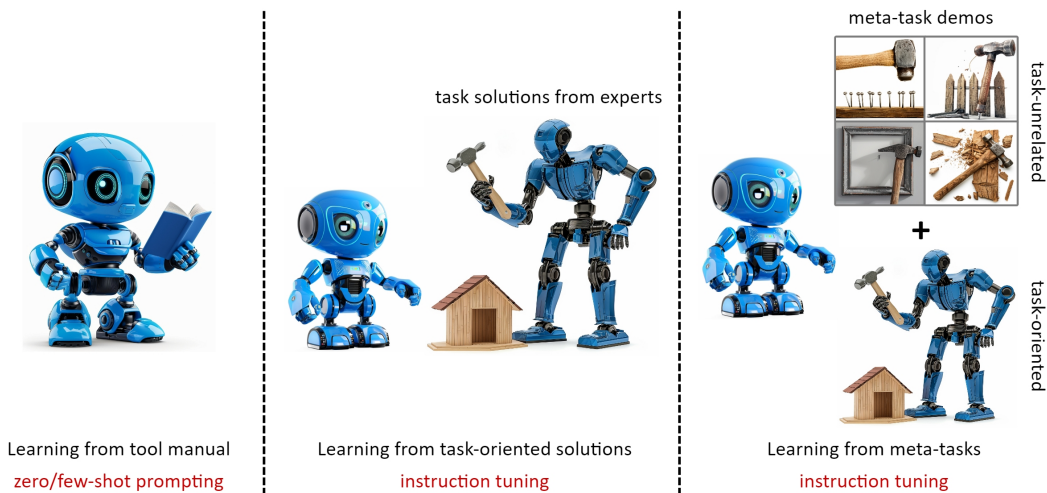 Learning from tool manual
zero/few-shot prompting
task solutions from experts
Learning from task-oriented solutions
instruction tuning
meta-task demos
task-unrelated
+
task-oriented
Learning from meta-tasks
instruction tuning